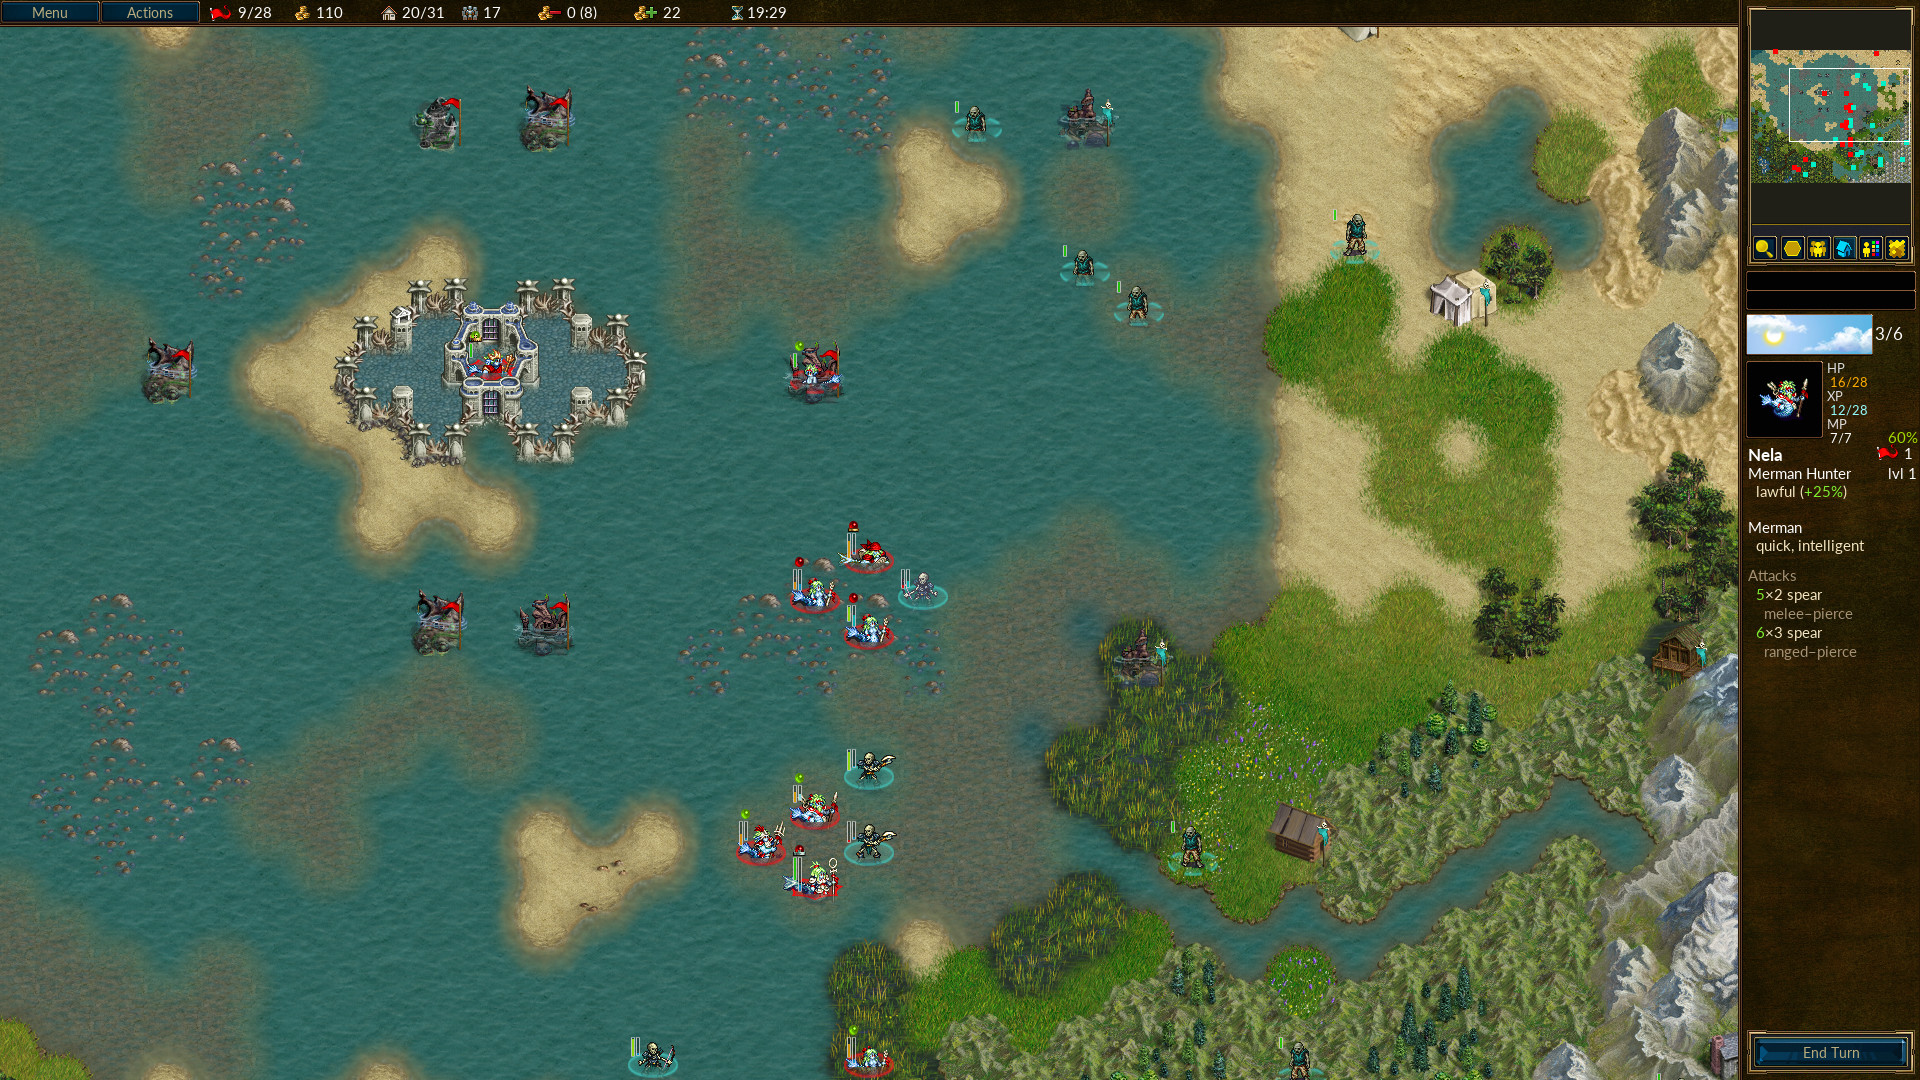 Menu Actions 9/28 110 20/31 17 0 (8) 22 19:29
3/6
HP
16/28
XP
12/28
MP
7/7 60%
Nela 1
Merman Hunter lvl 1
lawful (+25%)
Merman
quick, intelligent
Attacks
5×2 spear
melee–pierce
6×3 spear
ranged–pierce
End Turn